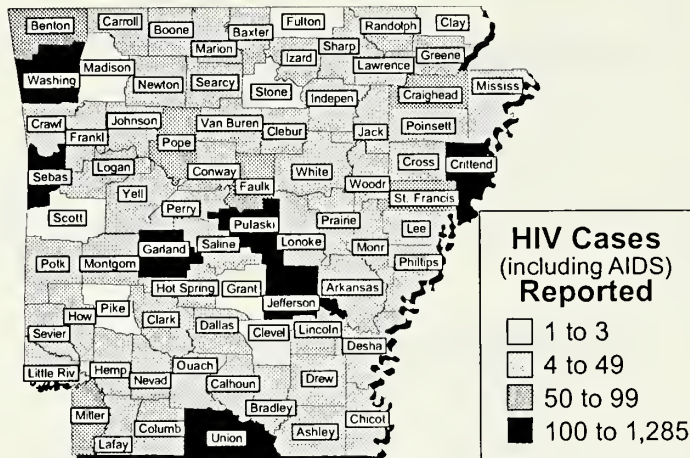 Benton Carroll Boone Baxter Fulton Randolph Clay
Marion Izard Sharp Lawrence Greene
Washing Madison Newton Searcy Stone Indepen Craighead Mississ
Crawf Frankl Johnson Pope Van Buren Clebur Jack Poinsett
Sebas Logan Conway Faulk White Woodr Cross Crittend
Yell St. Francis
Scott Perry Pulaski Prairie Lee
Garland Saline Lonoke Monr Phillips
Polk Montgom Hot Spring Grant Jefferson Arkansas
How Pike Clark Dallas Clevel Lincoln Desha
Sevier
Little Riv Hemp Nevad Ouach Calhoun Drew
Miller Bradley Chicot
Lafay Columb Union Ashley
HIV Cases
(including AIDS)
Reported
1 to 3
4 to 49
50 to 99
100 to 1,285